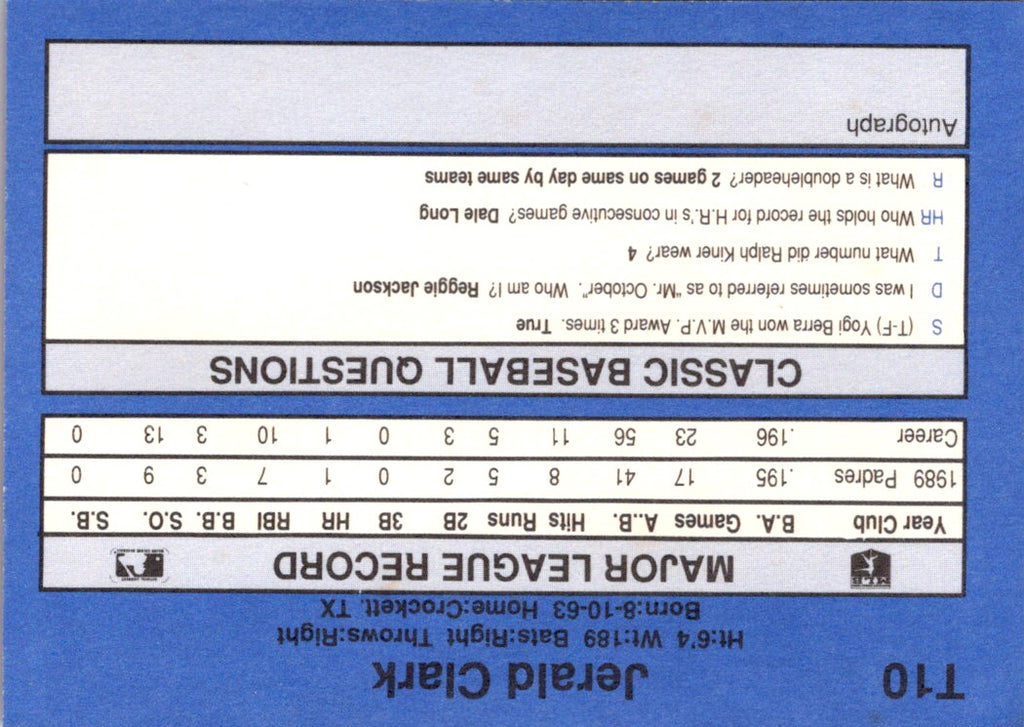 T10
Jerald Clark
Ht:6'4 Wt:189 Bats:Right Throws:Right
Born:8-10-63 Home:Crockett, TX
MAJOR LEAGUE RECORD
Year Club B.A. Games A..B. Hits Runs 2B 3B HR RBI B.B. S.O. S.B.
1989 Padres .195 17 41 8 5 2 0 1 7 3 9 0
Career .196 23 56 11 5 3 0 1 10 3 13 0
CLASSIC BASEBALL QUESTIONS
S (T-F) Yogi Berra won the M.V.P. Award 3 times. True
D I was sometimes referred to as "Mr. October". Who am I? Reggie Jackson
T What number did Ralph Kiner wear? 4
HR Who holds the record for H.R.'s in consecutive games? Dale Long
R What is a doubleheader? 2 games on same day by same teams
Autograph